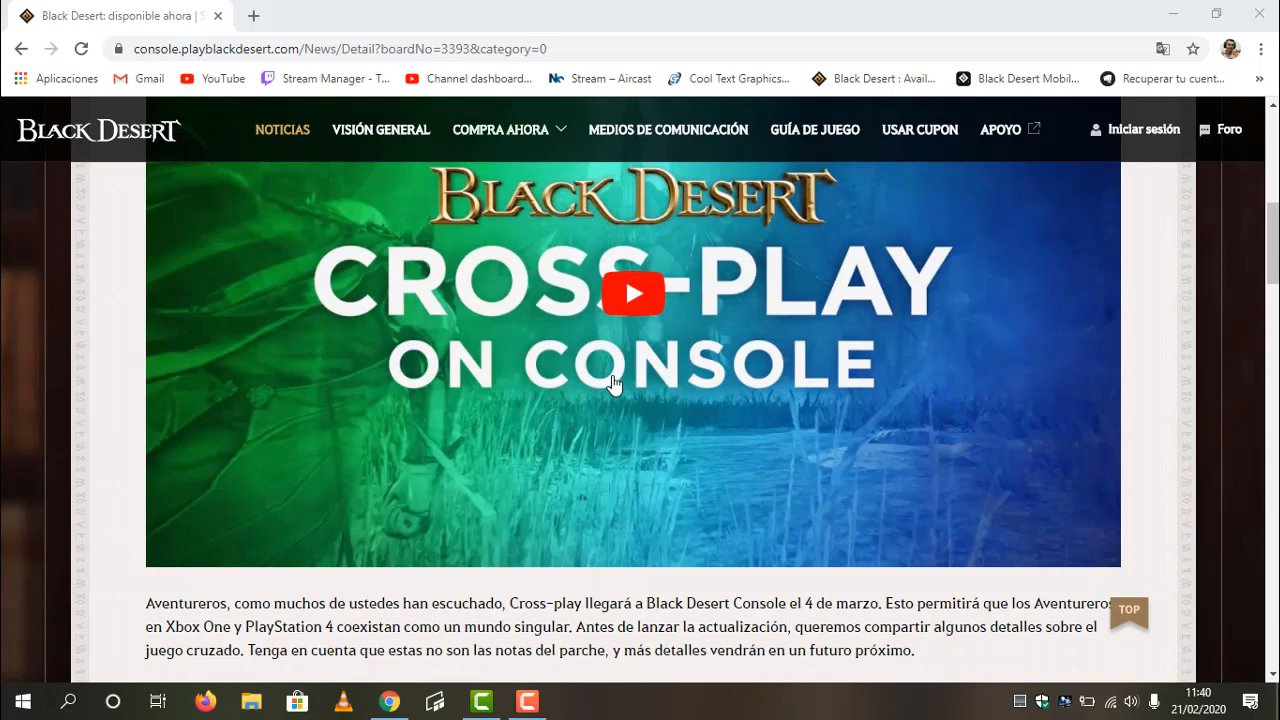 Black Desert: disponible ahora | S
console.playblackdesert.com/News/Detail?boardNo=3393&category=0
Aplicaciones Gmail YouTube Stream Manager - T... Channel dashboard... Stream – Aircast Cool Text Graphics... Black Desert : Avail... Black Desert Mobil... Recuperar tu cuent... »
BLACK DESERT NOTICIAS VISIÓN GENERAL COMPRA AHORA MEDIOS DE COMUNICACIÓN GUÍA DE JUEGO USAR CUPON APOYO Iniciar sesión Foro
BLACK DESERT
CROSS-PLAY
ON CONSOLE
Aventureros, como muchos de ustedes han escuchado, Cross-play llegará a Black Desert Console el 4 de marzo. Esto permitirá que los Aventureros
en Xbox One y PlayStation 4 coexistan como un mundo singular. Antes de lanzar la actualización, queremos compartir algunos detalles sobre el
juego cruzado. Tenga en cuenta que estas no son las notas del parche, y más detalles vendrán en un futuro próximo.
TOP
11:40
21/02/2020